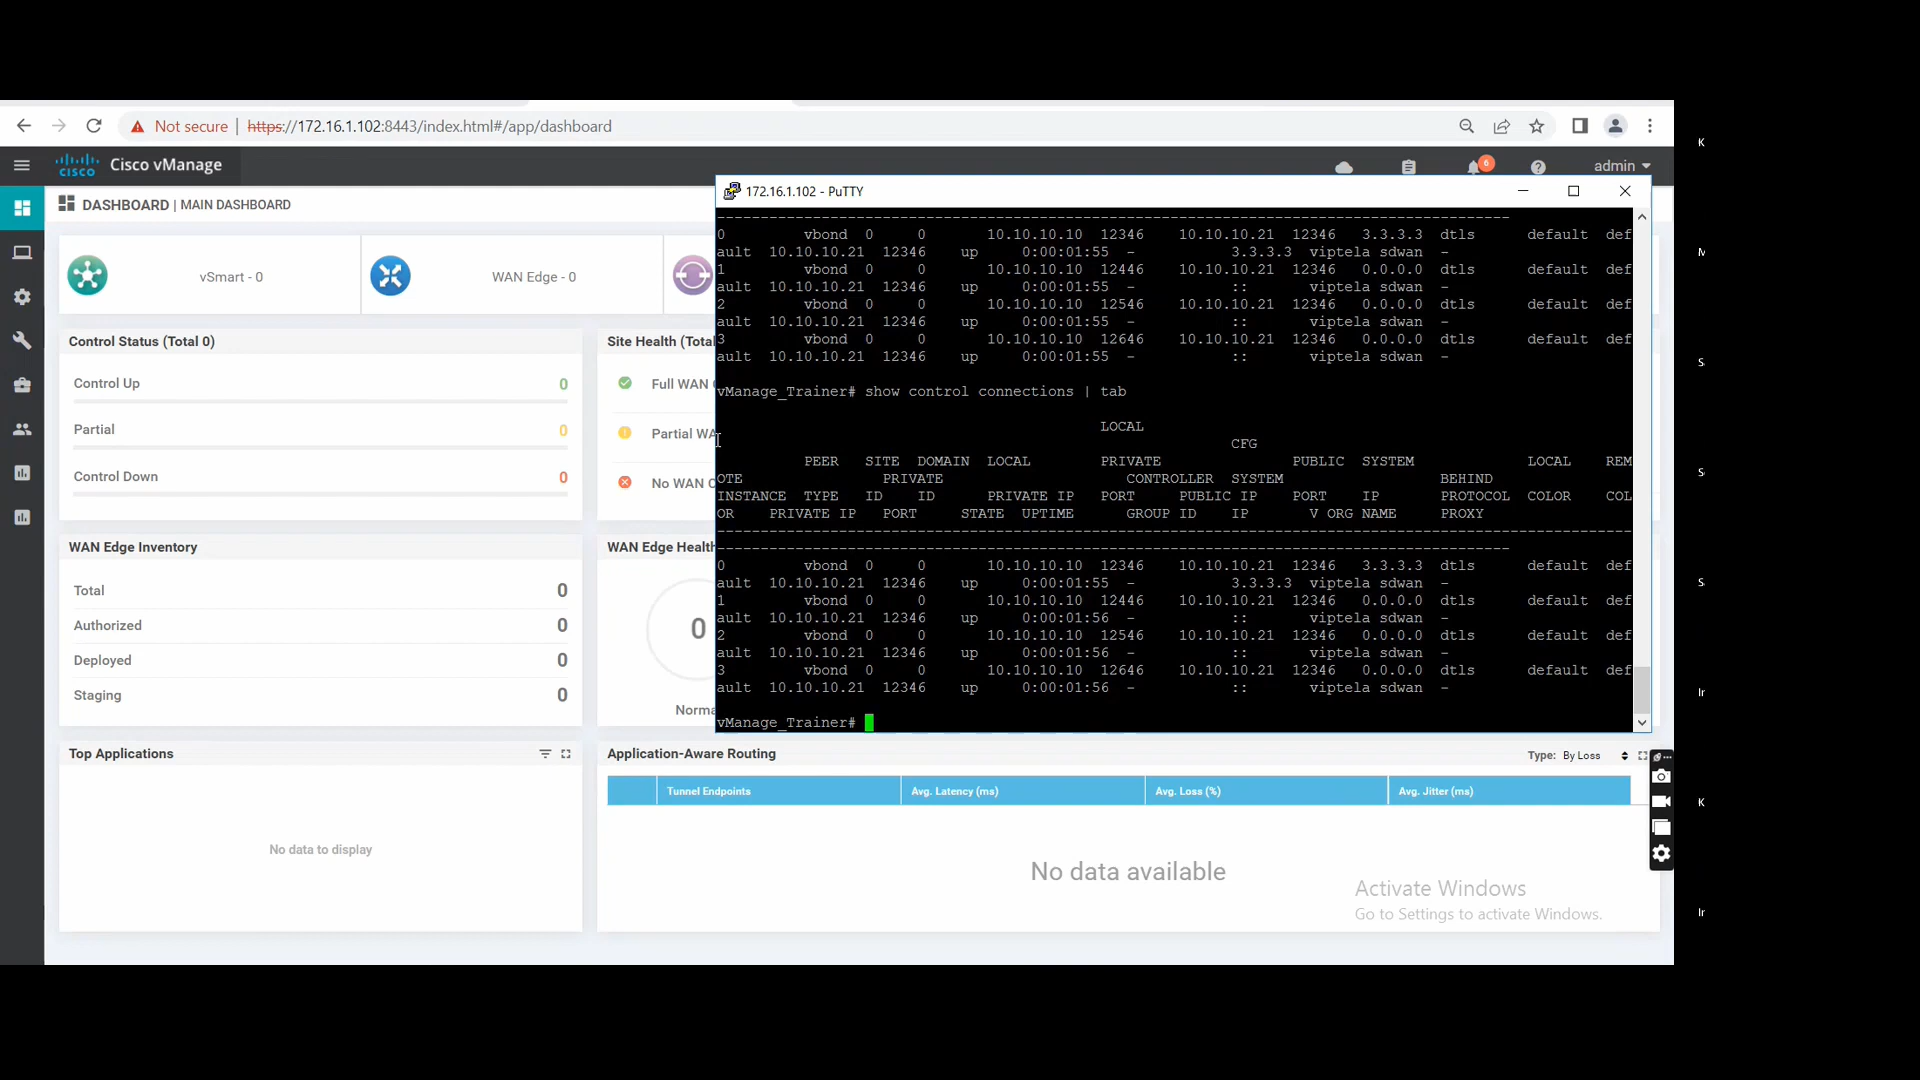 Not secure | https://172.16.1.102:8443/index.html#/app/dashboard
cisco Cisco vManage
6
? admin
DASHBOARD | MAIN DASHBOARD
vSmart - 0
WAN Edge - 0
Control Status (Total 0)
Control Up 0
Partial 0
Control Down 0
Site Health (Total
Full WAN
Partial WA
No WAN C
WAN Edge Inventory
Total 0
Authorized 0
Deployed 0
Staging 0
WAN Edge Health
0
Norma
Top Applications
No data to display
Application-Aware Routing
Type: By Loss
Tunnel Endpoints Avg. Latency (ms) Avg. Loss (%) Avg. Jitter (ms)
No data available
172.16.1.102 - PuTTY
--------------------------------------------------------------------------------
0 vbond 0 0 10.10.10.10 12346 10.10.10.21 12346 3.3.3.3 dtls default def
ault 10.10.10.21 12346 up 0:00:01:55 - 3.3.3.3 viptela sdwan -
1 vbond 0 0 10.10.10.10 12446 10.10.10.21 12346 0.0.0.0 dtls default def
ault 10.10.10.21 12346 up 0:00:01:55 - :: viptela sdwan -
2 vbond 0 0 10.10.10.10 12546 10.10.10.21 12346 0.0.0.0 dtls default def
ault 10.10.10.21 12346 up 0:00:01:55 - :: viptela sdwan -
3 vbond 0 0 10.10.10.10 12646 10.10.10.21 12346 0.0.0.0 dtls default def
ault 10.10.10.21 12346 up 0:00:01:55 - :: viptela sdwan -
vManage_Trainer# show control connections | tab
LOCAL
CFG
PEER SITE DOMAIN LOCAL PRIVATE PUBLIC SYSTEM LOCAL REM
OTE PRIVATE CONTROLLER SYSTEM BEHIND
INSTANCE TYPE ID ID PRIVATE IP PORT PUBLIC IP PORT IP PROTOCOL COLOR COL
OR PRIVATE IP PORT STATE UPTIME GROUP ID IP V ORG NAME PROXY
--------------------------------------------------------------------------------
--------------------------------------------------------------------------------
0 vbond 0 0 10.10.10.10 12346 10.10.10.21 12346 3.3.3.3 dtls default def
ault 10.10.10.21 12346 up 0:00:01:55 - 3.3.3.3 viptela sdwan -
1 vbond 0 0 10.10.10.10 12446 10.10.10.21 12346 0.0.0.0 dtls default def
ault 10.10.10.21 12346 up 0:00:01:56 - :: viptela sdwan -
2 vbond 0 0 10.10.10.10 12546 10.10.10.21 12346 0.0.0.0 dtls default def
ault 10.10.10.21 12346 up 0:00:01:56 - :: viptela sdwan -
3 vbond 0 0 10.10.10.10 12646 10.10.10.21 12346 0.0.0.0 dtls default def
ault 10.10.10.21 12346 up 0:00:01:56 - :: viptela sdwan -
vManage_Trainer#
Activate Windows
Go to Settings to activate Windows.
K
S
K
Ir
Ir